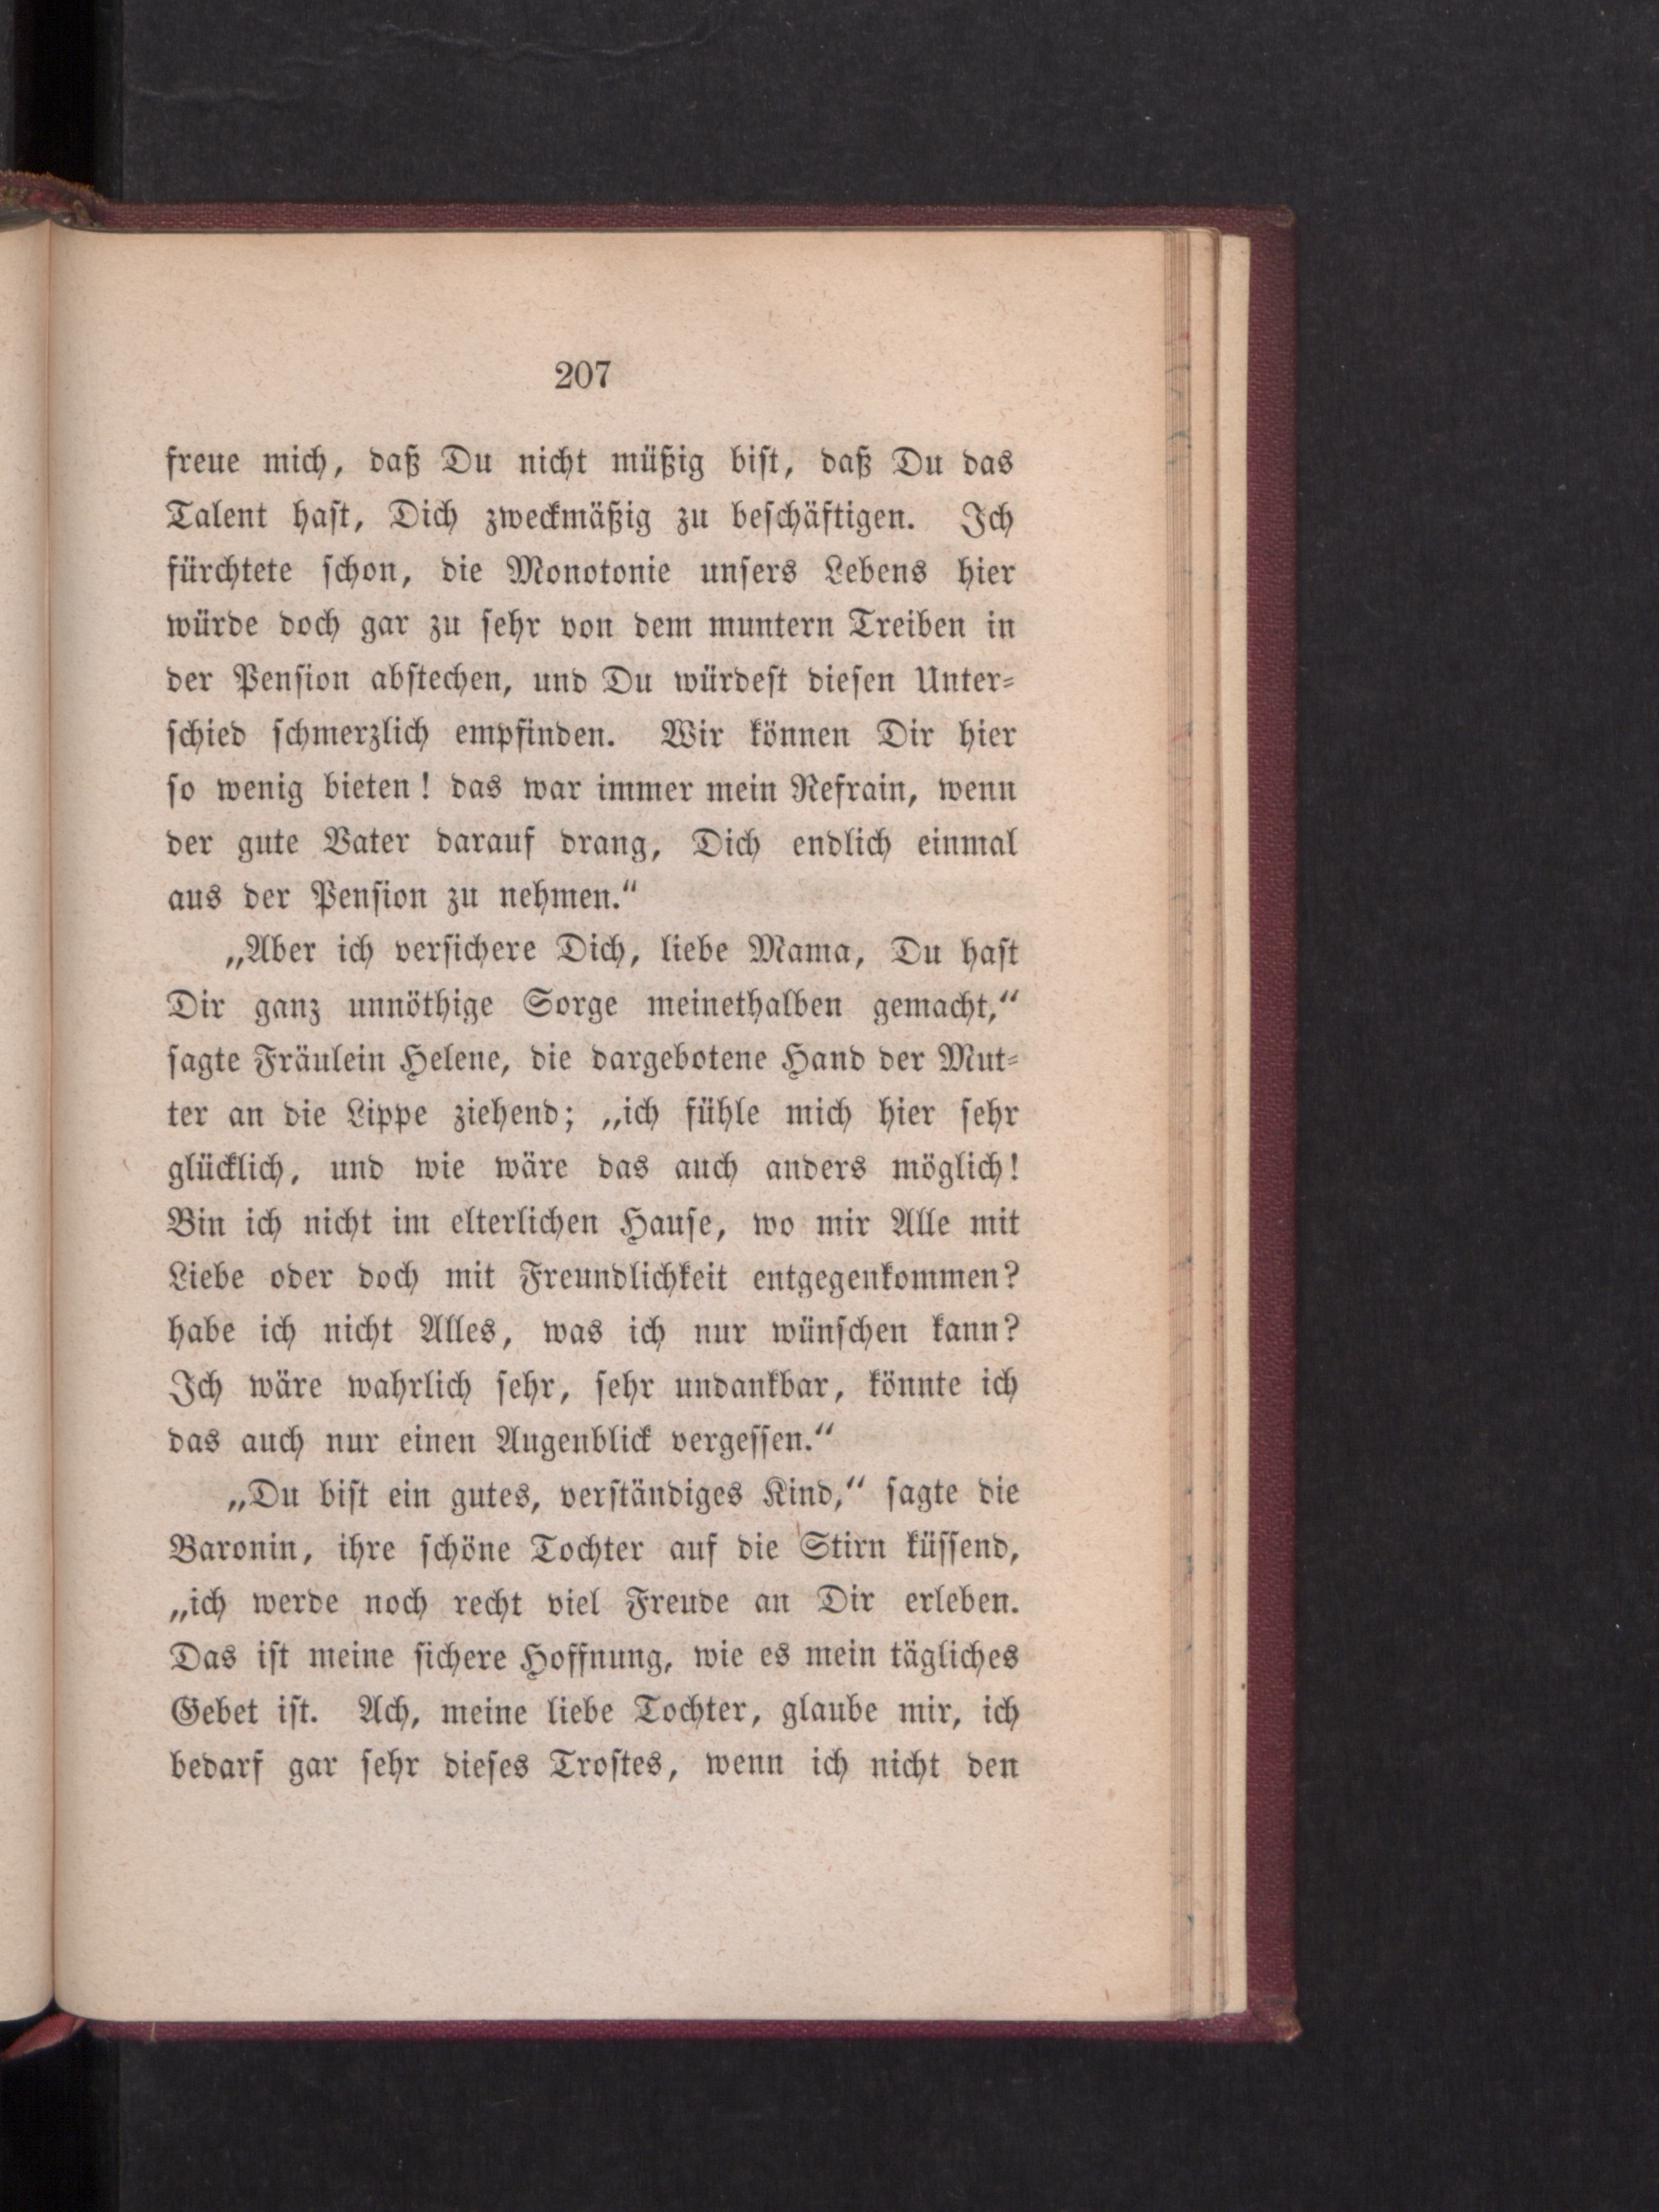 207
freue mich, daß Du nicht müßig biſt, daß Du das
Talent haſt, Dich zweckmäßig zu beſchäftigen. Ich
fürchtete ſchon, die Monotonie unſers Lebens hier
würde doch gar zu ſehr von dem muntern Treiben in
der Penſion abſtechen, und Du würdeſt dieſen Unter⸗
ſchied ſchmerzlich empfinden. Wir können Dir hier
ſo wenig bieten! das war immer mein Refrain, wenn
der gute Vater darauf drang, Dich endlich einmal
aus der Penſion zu nehmen.“
„Aber ich verſichere Dich, liebe Mama, Du haſt
Dir ganz unnöthige Sorge meinethalben gemacht,“
ſagte Fräulein Helene, die dargebotene Hand der Mut⸗
ter an die Lippe ziehend; „ich fühle mich hier ſehr
glücklich, und wie wäre das auch anders möglich!
Bin ich nicht im elterlichen Hauſe, wo mir Alle mit
Liebe oder doch mit Freundlichkeit entgegenkommen?
habe ich nicht Alles, was ich nur wünſchen kann?
Ich wäre wahrlich ſehr, ſehr undankbar, könnte ich
das auch nur einen Augenblick vergeſſen.“
„Du biſt ein gutes, verſtändiges Kind,“ ſagte die
Baronin, ihre ſchöne Tochter auf die Stirn küſſend,
„ich werde noch recht viel Freude an Dir erleben.
Das iſt meine ſichere Hoffnung, wie es mein tägliches
Gebet iſt. Ach, meine liebe Tochter, glaube mir, ich
bedarf gar ſehr dieſes Troſtes, wenn ich nicht den